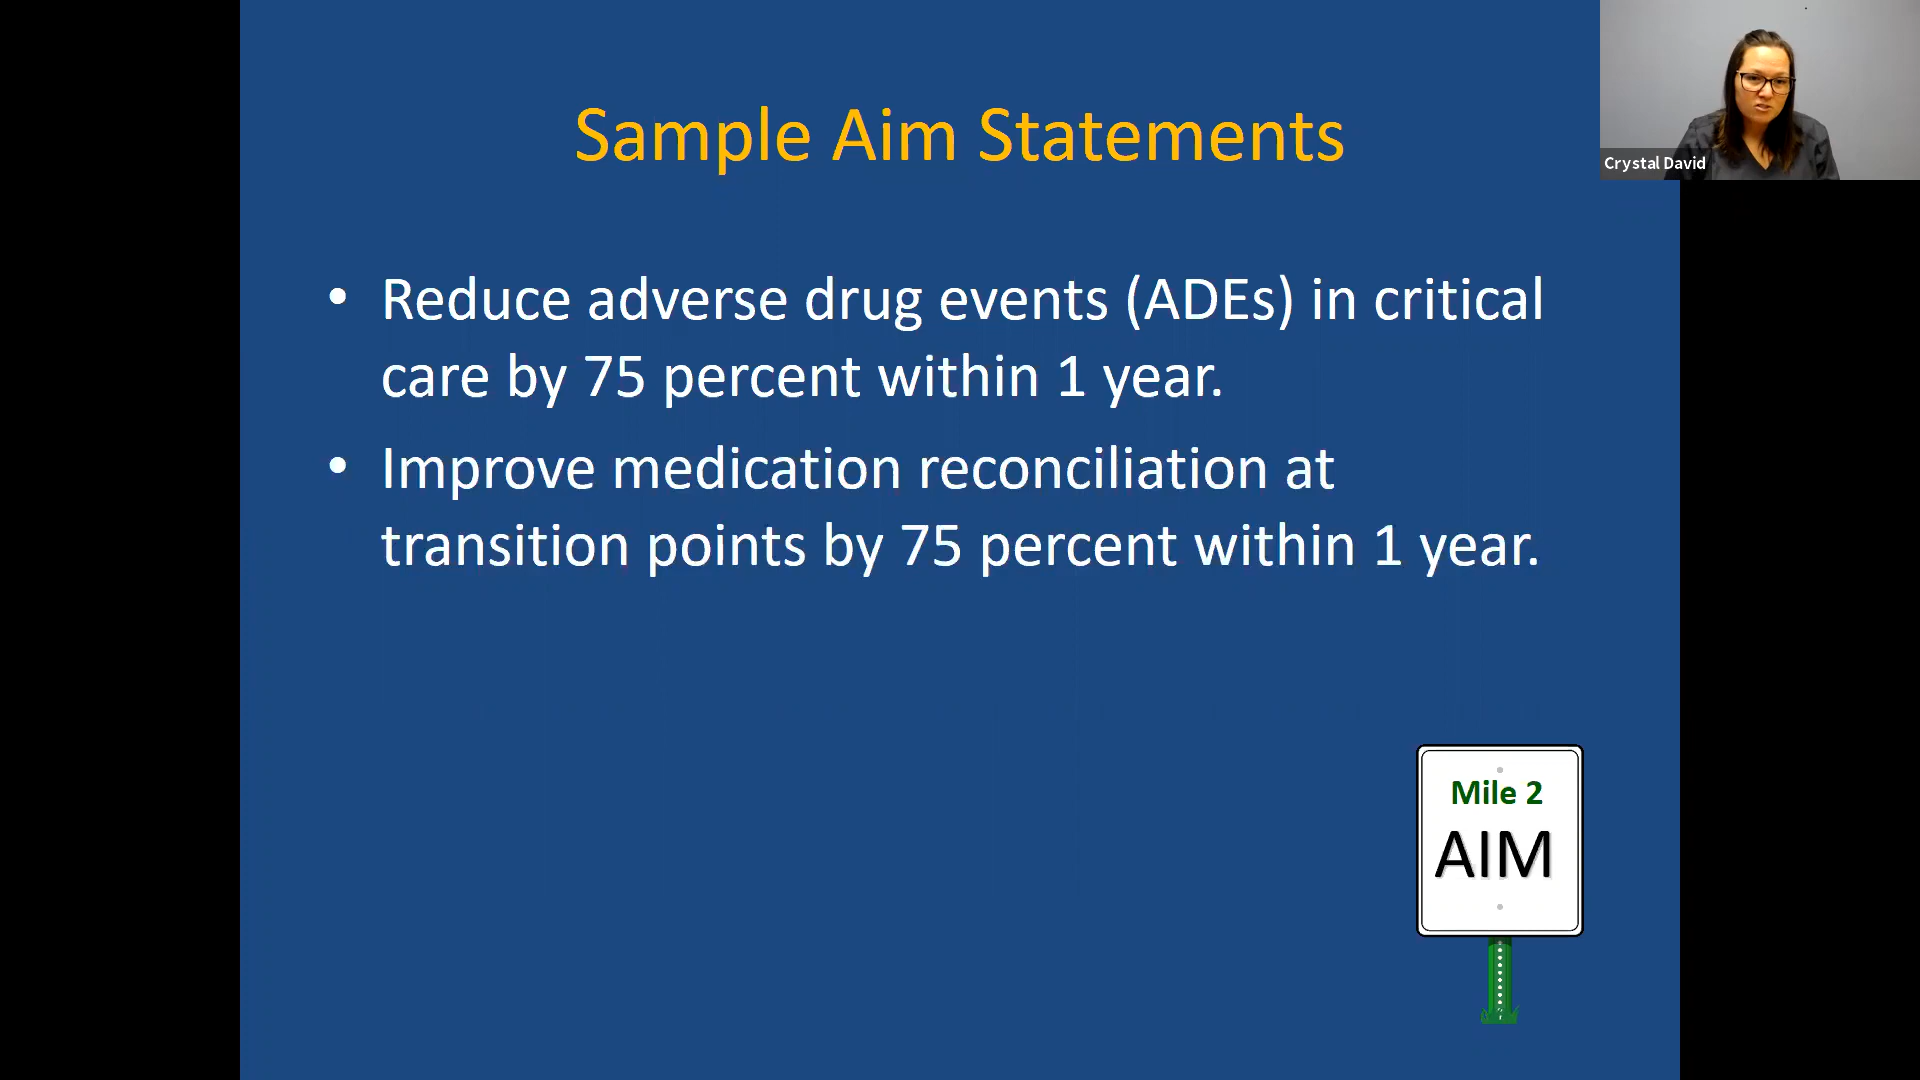 Sample Aim Statements
Crystal David
• Reduce adverse drug events (ADEs) in critical
care by 75 percent within 1 year.
• Improve medication reconciliation at
transition points by 75 percent within 1 year.
Mile 2
AIM